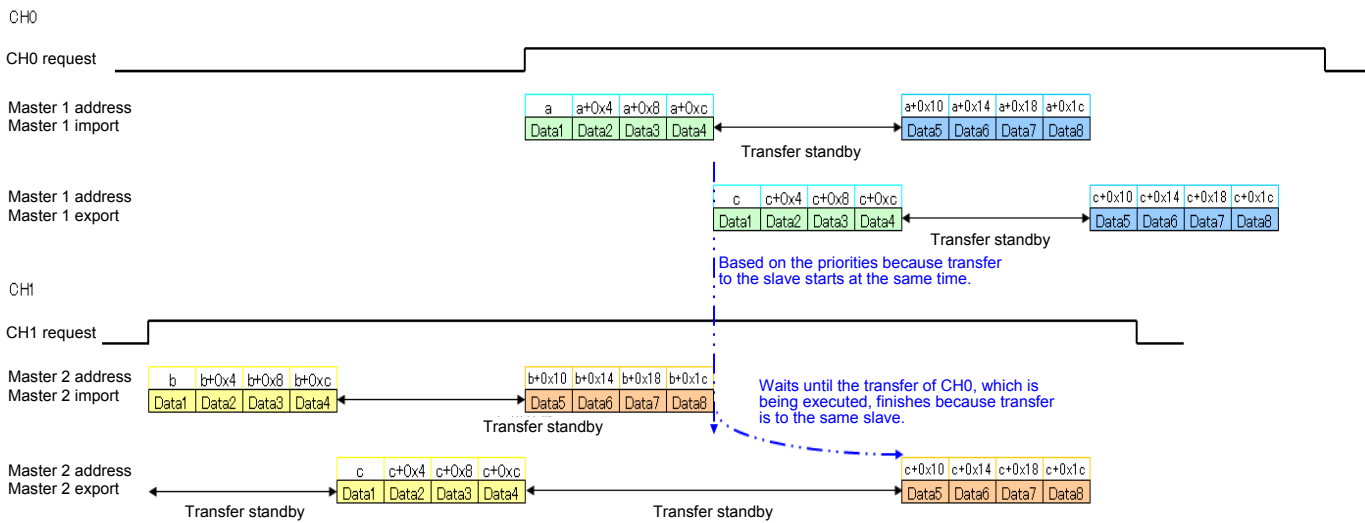 CH0
CH0 request
Master 1 address
a a+0x4 a+0x8 a+0xc a+0x10 a+0x14 a+0x18 a+0x1c
Master 1 import
Data1 Data2 Data3 Data4 Data5 Data6 Data7 Data8
Transfer standby
Master 1 address
c c+0x4 c+0x8 c+0xc c+0x10 c+0x14 c+0x18 c+0x1c
Master 1 export
Data1 Data2 Data3 Data4 Data5 Data6 Data7 Data8
Transfer standby
Based on the priorities because transfer
to the slave starts at the same time.
CH1
CH1 request
Master 2 address
b b+0x4 b+0x8 b+0xc b+0x10 b+0x14 b+0x18 b+0x1c
Master 2 import
Data1 Data2 Data3 Data4 Data5 Data6 Data7 Data8
Transfer standby
Waits until the transfer of CH0, which is
being executed, finishes because transfer
is to the same slave.
Master 2 address
c c+0x4 c+0x8 c+0xc c+0x10 c+0x14 c+0x18 c+0x1c
Master 2 export
Data1 Data2 Data3 Data4 Data5 Data6 Data7 Data8
Transfer standby
Transfer standby